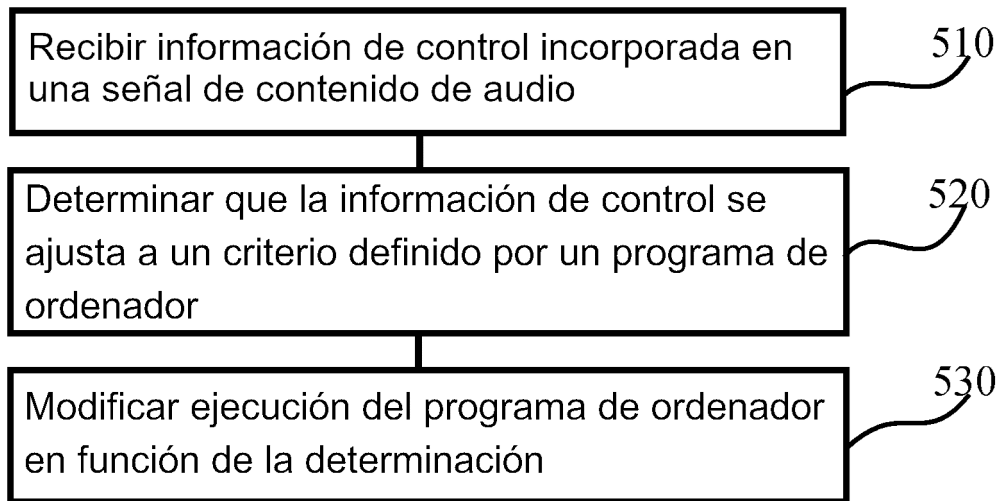 Recibir información de control incorporada en
una señal de contenido de audio
510
Determinar que la información de control se
ajusta a un criterio definido por un programa de
ordenador
520
Modificar ejecución del programa de ordenador
en función de la determinación
530